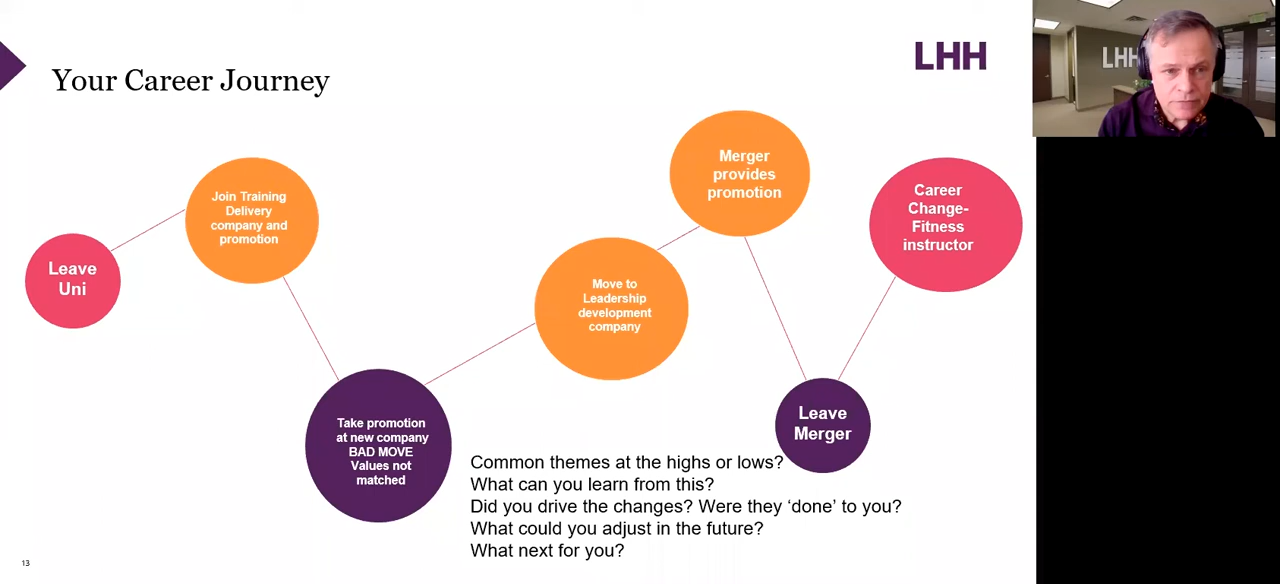 LHH
Your Career Journey
LHH
Leave
Uni
Join Training
Delivery
company and
promotion
Take promotion
at new company
BAD MOVE
Values not
matched
Move to
Leadership
development
company
Merger
provides
promotion
Leave
Merger
Career
Change-
Fitness
instructor
Common themes at the highs or lows?
What can you learn from this?
Did you drive the changes? Were they ‘done’ to you?
What could you adjust in the future?
What next for you?
13